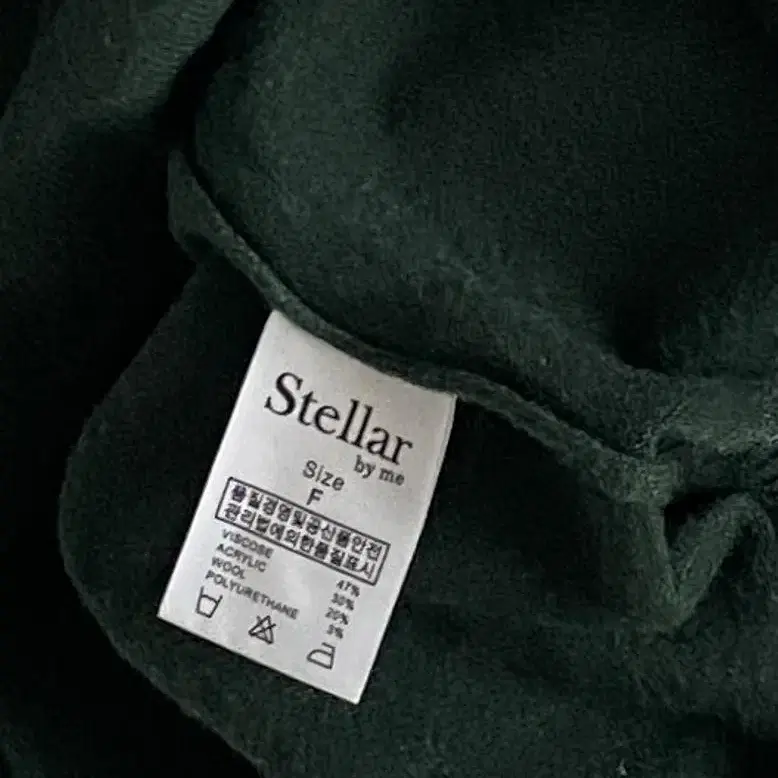 Stellar
by me
Size
F
품질경영및공산품안전
관리법에의한품질표시
VISCOSE 47%
ACRYLIC 30%
WOOL 20%
POLYURETHANE 3%